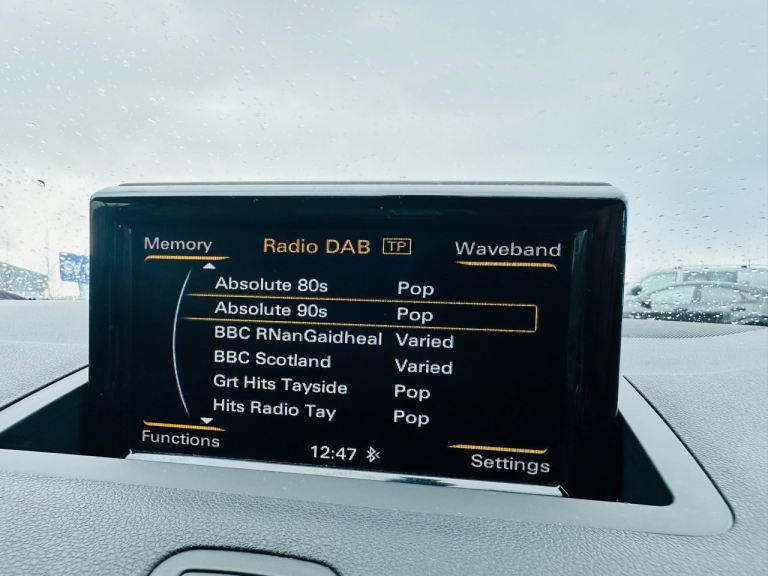 Memory Radio DAB TP Waveband
Absolute 80s Pop
Absolute 90s Pop
BBC RNanGaidheal Varied
BBC Scotland Varied
Grt Hits Tayside Pop
Hits Radio Tay Pop
Functions 12:47 Settings